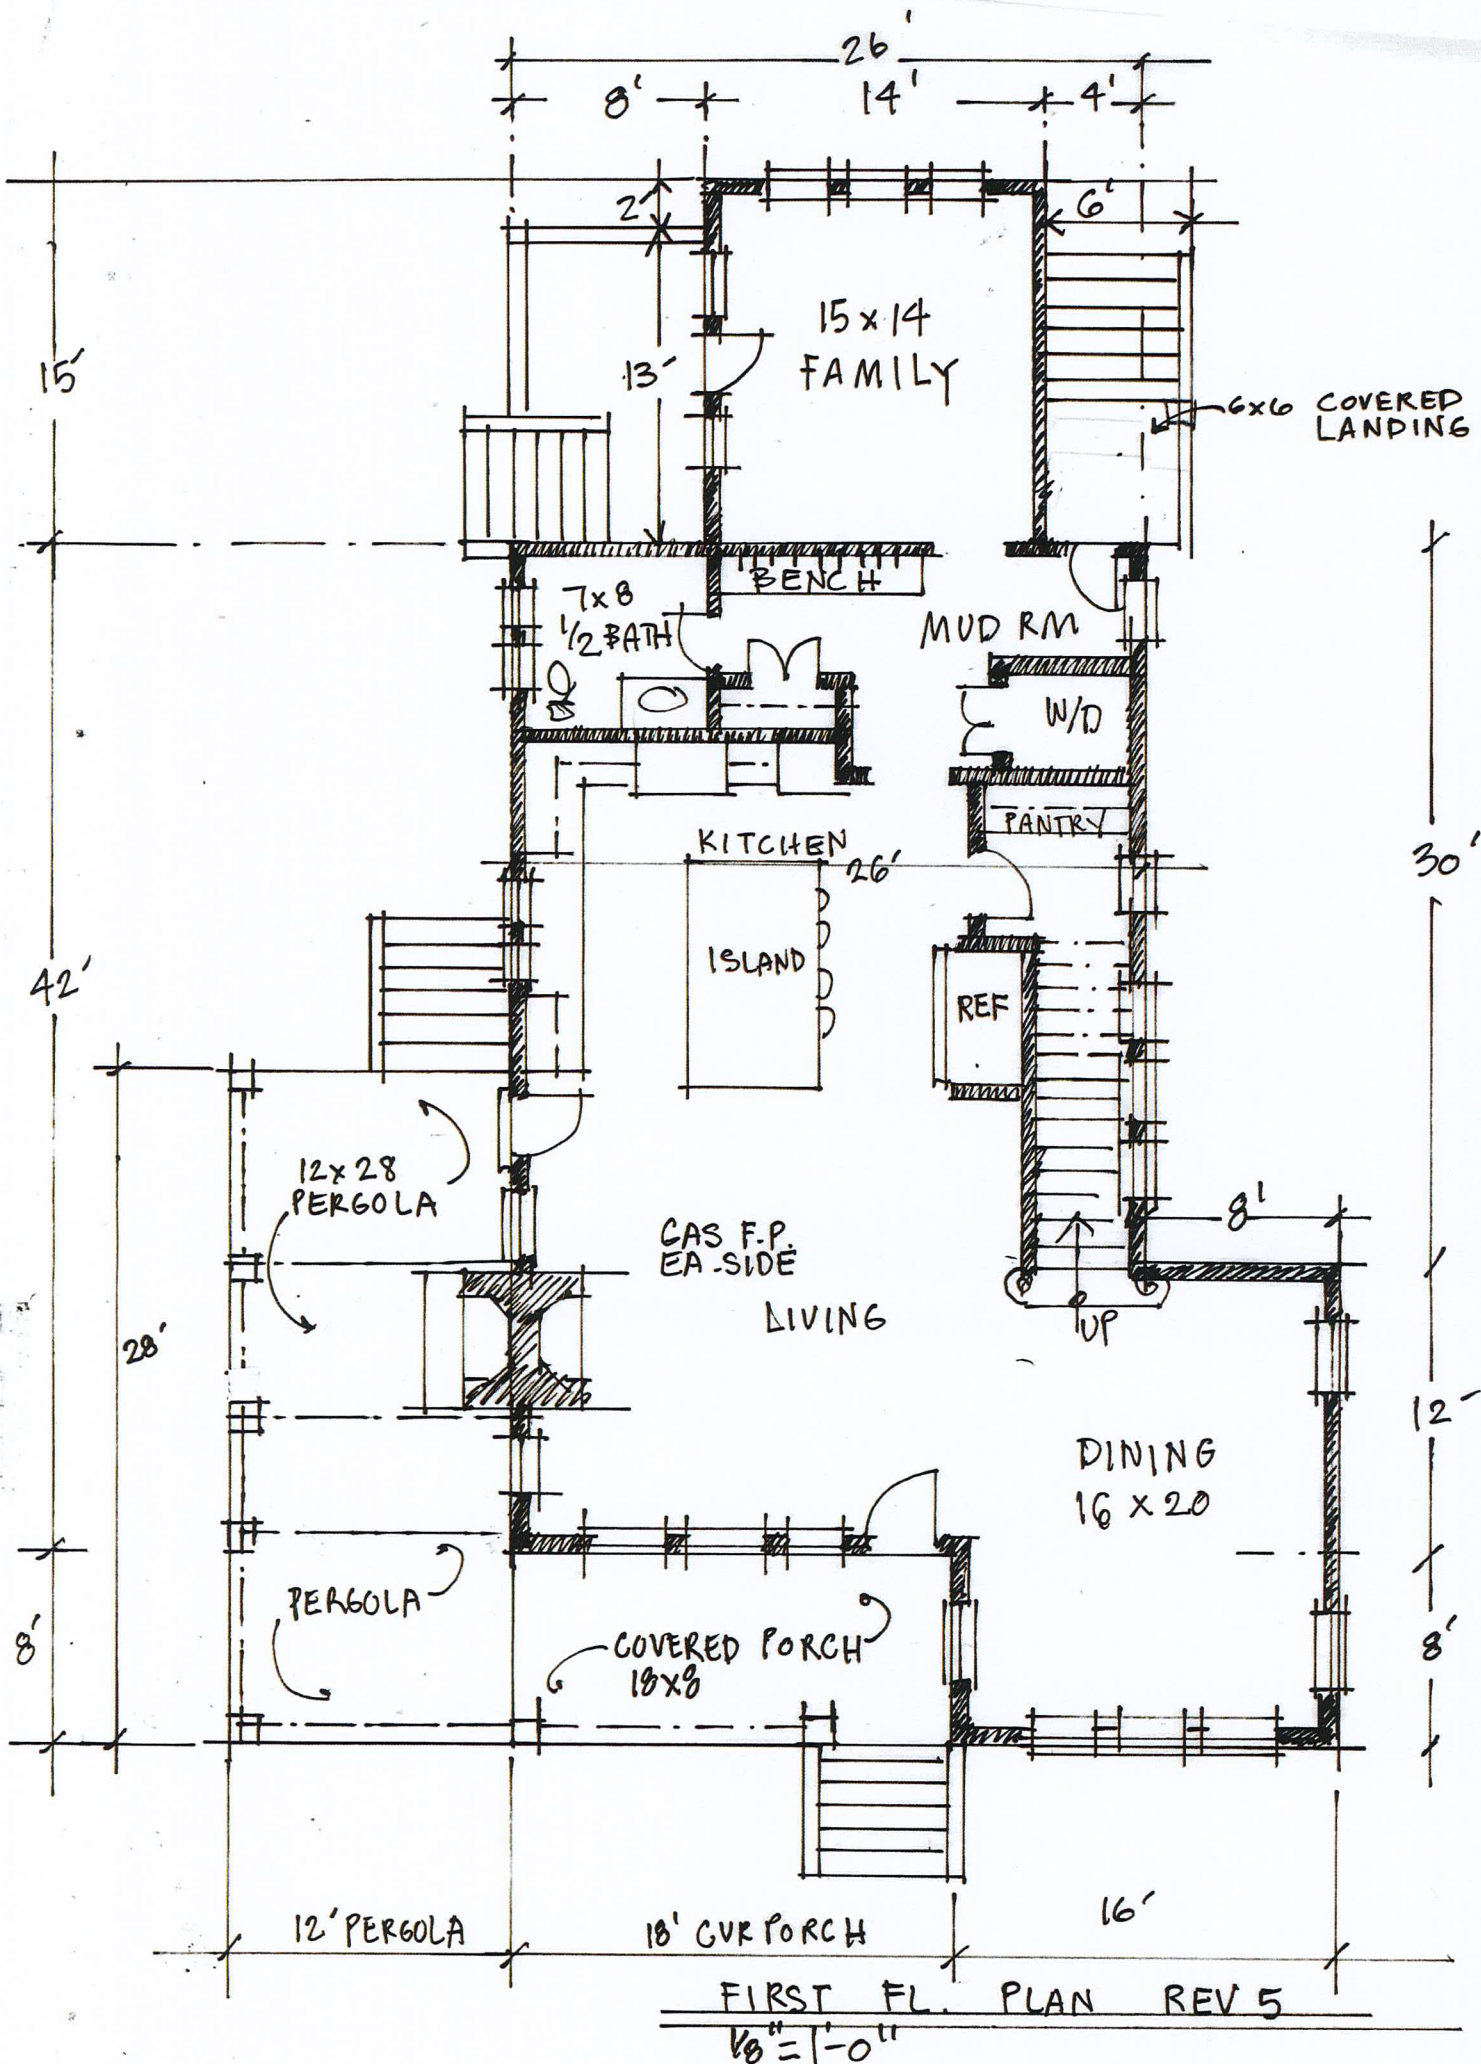 26'
8' 14' 4'
2' 6'
15' 13' 15 x 14
FAMILY
6x6 COVERED
LANDING
BENCH
7x8
1/2 BATH
MUD RM
W/D
PANTRY
KITCHEN
26'
30'
ISLAND
42'
REF
12x28
PERGOLA
8'
GAS F.P.
EA-SIDE
LIVING
UP
28'
12'
DINING
16 X 20
PERGOLA
COVERED PORCH
18x8
8' 8'
12' PERGOLA 18' CVR PORCH 16'
FIRST FL. PLAN REV 5
1/8" = 1'-0"